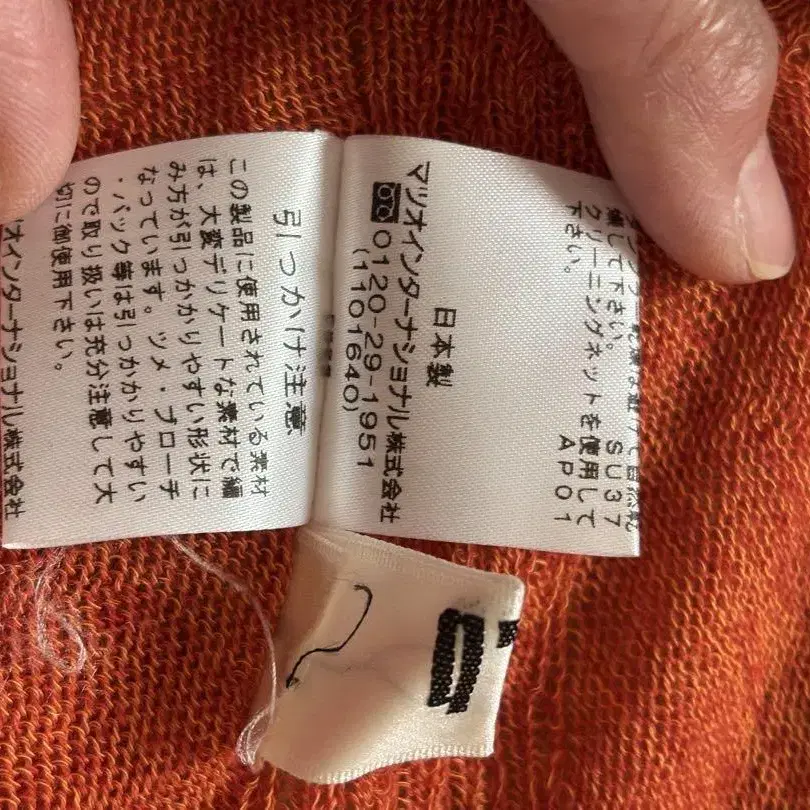 燥して下さい。 SU37
クリーニングネットを使用して
下さい。 AP01
日本製
マツオインターナショナル株式会社
0120-29-1951
(1101640)
引っかけ注意
この製品に使用されている素材
は、大変デリケートな素材で編
み方が引っかかりやすい形状に
なっています。ツメ・ブローチ
・バック等は引っかかりやすい
ので取り扱いは充分注意して大
切に御使用下さい。
オインターナショナル株式会社